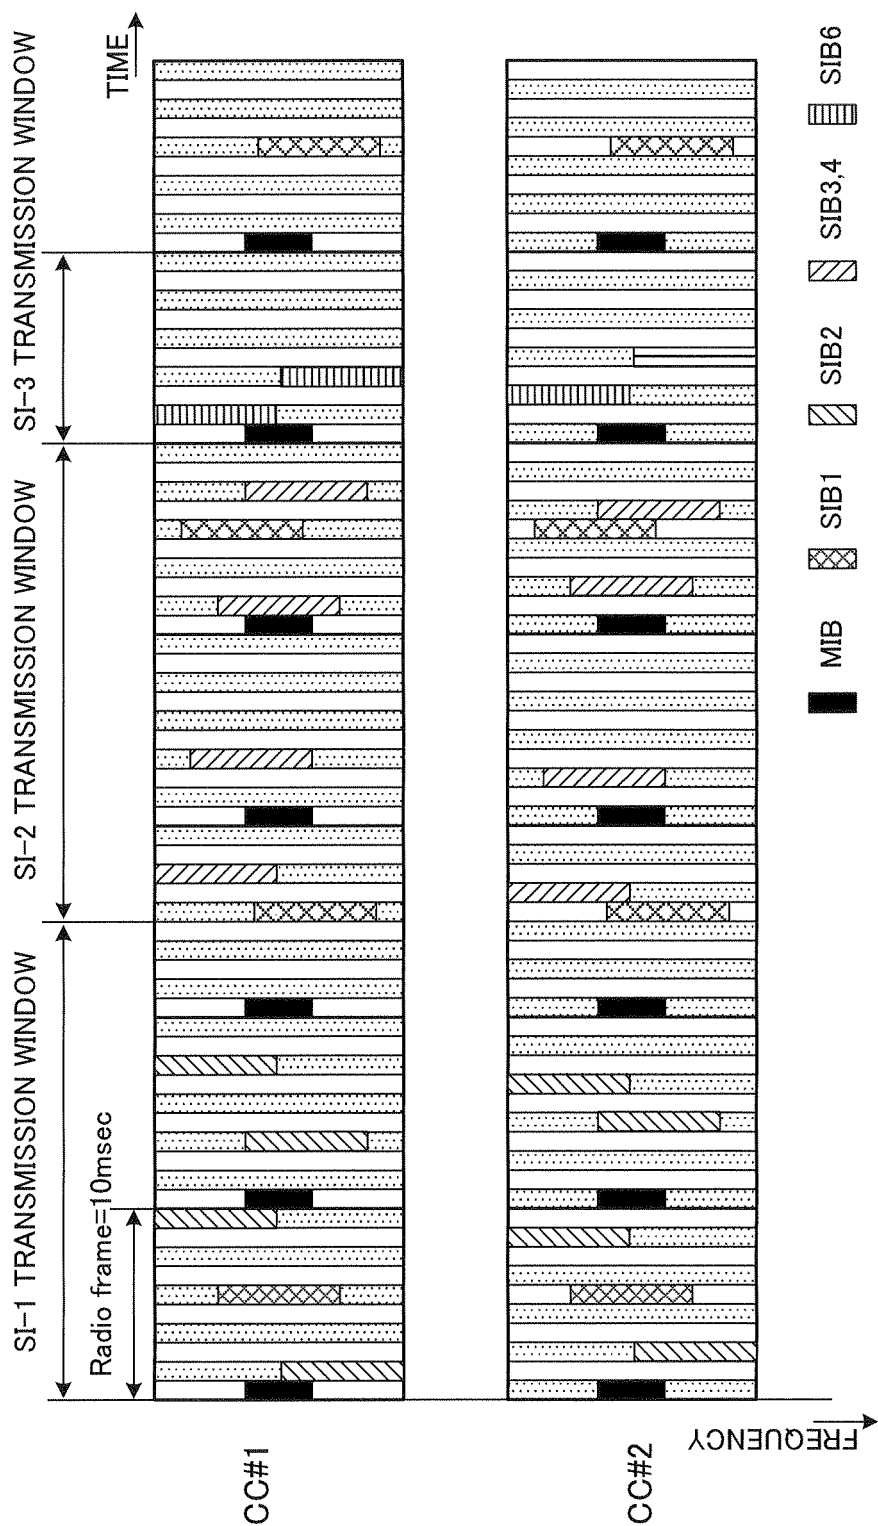 SI-1 TRANSMISSION WINDOW
SI-2 TRANSMISSION WINDOW
SI-3 TRANSMISSION WINDOW
TIME
Radio frame=10msec
CC#1
CC#2
FREQUENCY
MIB
SIB1
SIB2
SIB3,4
SIB6